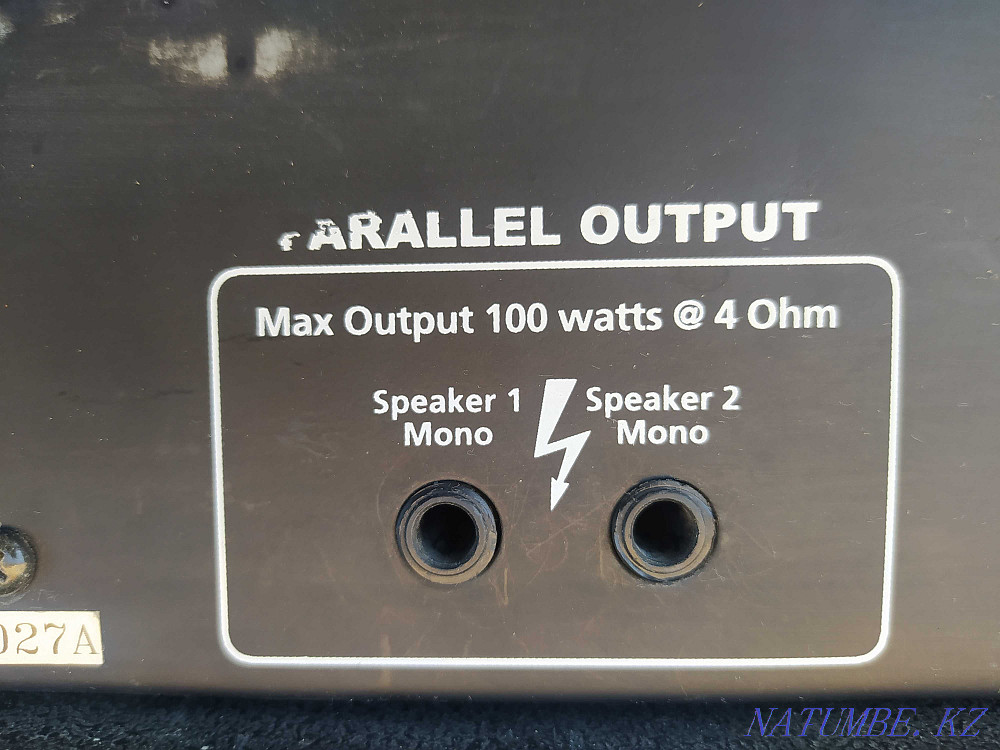 PARALLEL OUTPUT
Max Output 100 watts @ 4 Ohm
Speaker 1
Mono
Speaker 2
Mono
027A
NATUMBE. KZ